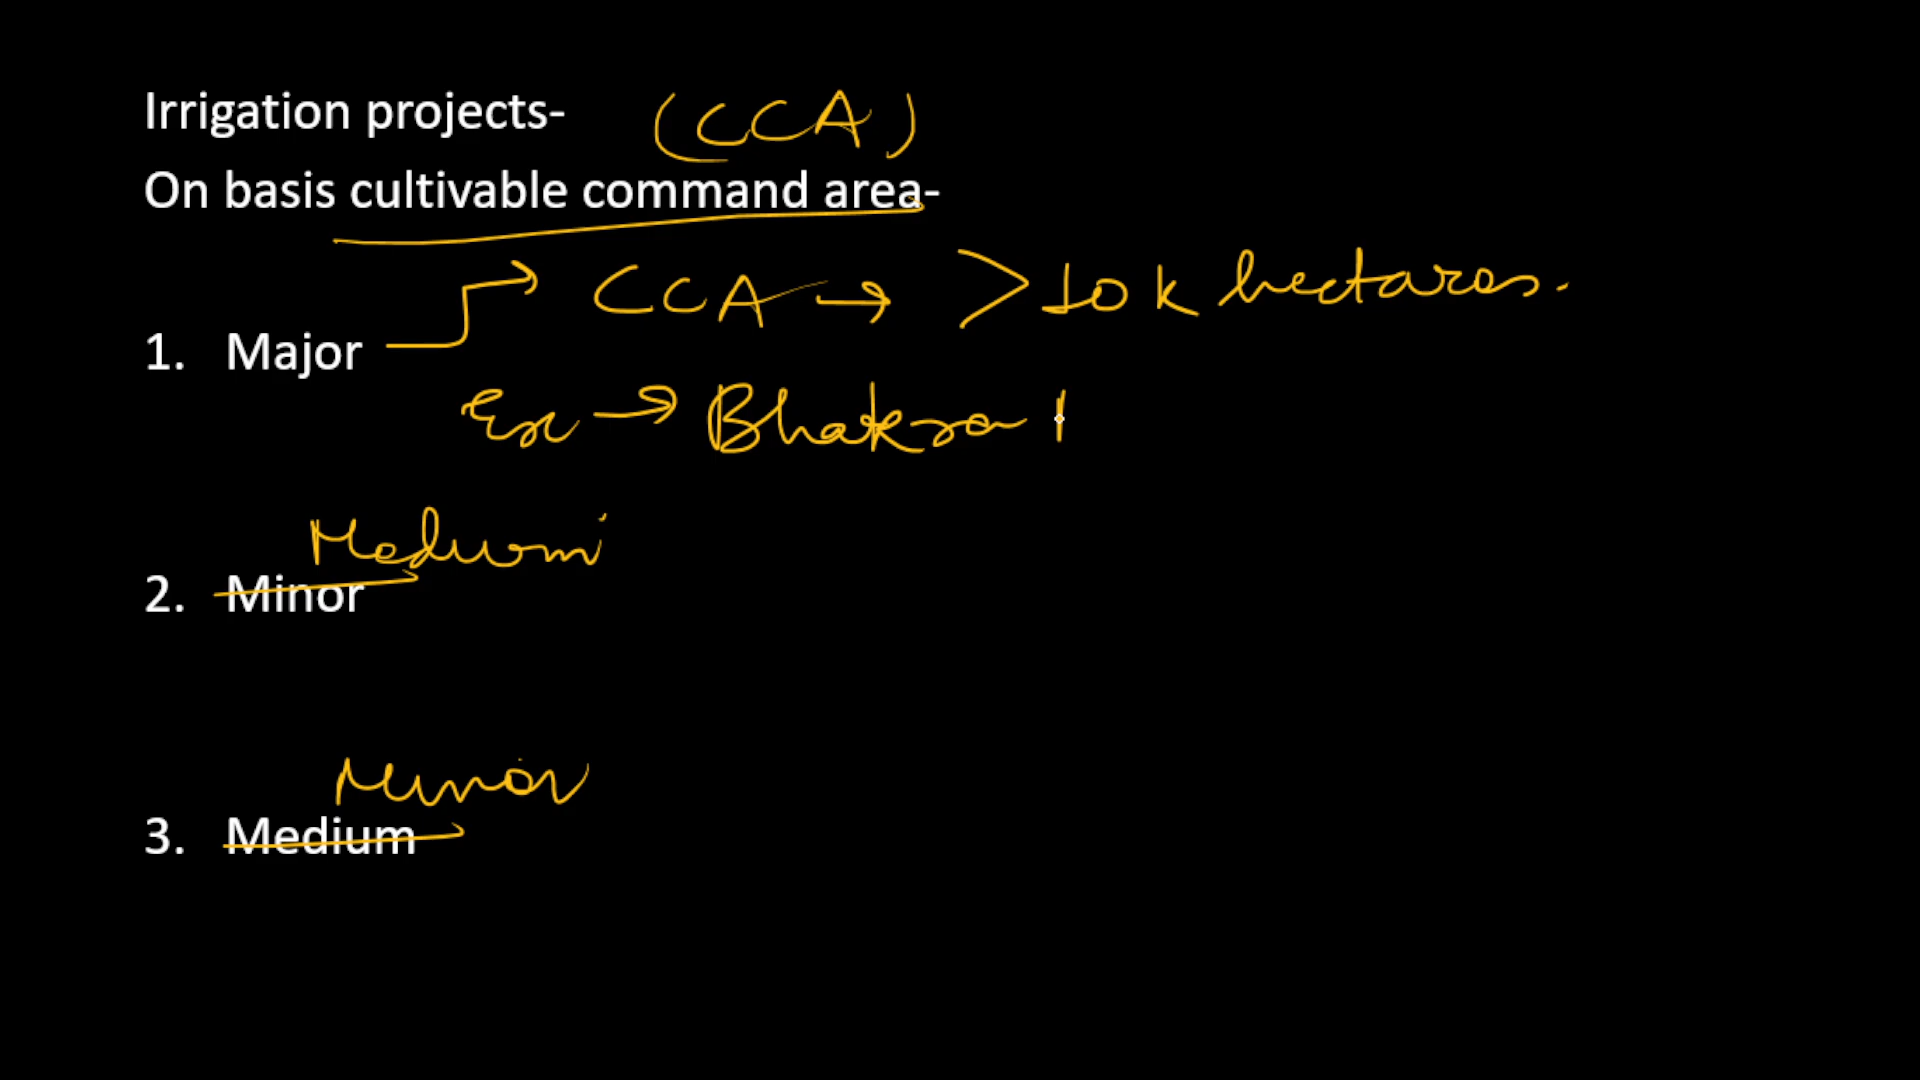 Irrigation projects- (CCA)
On basis cultivable command area-
CCA → >10k hectares.
1. Major
Ex → Bhakra
Medium
2. Minor
Minor
3. Medium